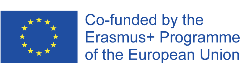 Co-funded by the
Erasmus+ Programme
of the European Union